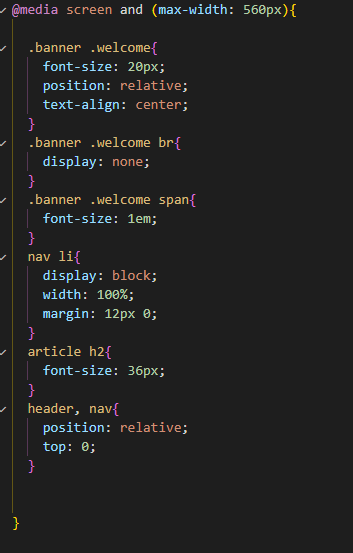 @media screen and (max-width: 560px){
.banner .welcome{
font-size: 20px;
position: relative;
text-align: center;
}
.banner .welcome br{
display: none;
}
.banner .welcome span{
font-size: 1em;
}
nav li{
display: block;
width: 100%;
margin: 12px 0;
}
article h2{
font-size: 36px;
}
header, nav{
position: relative;
top: 0;
}
}